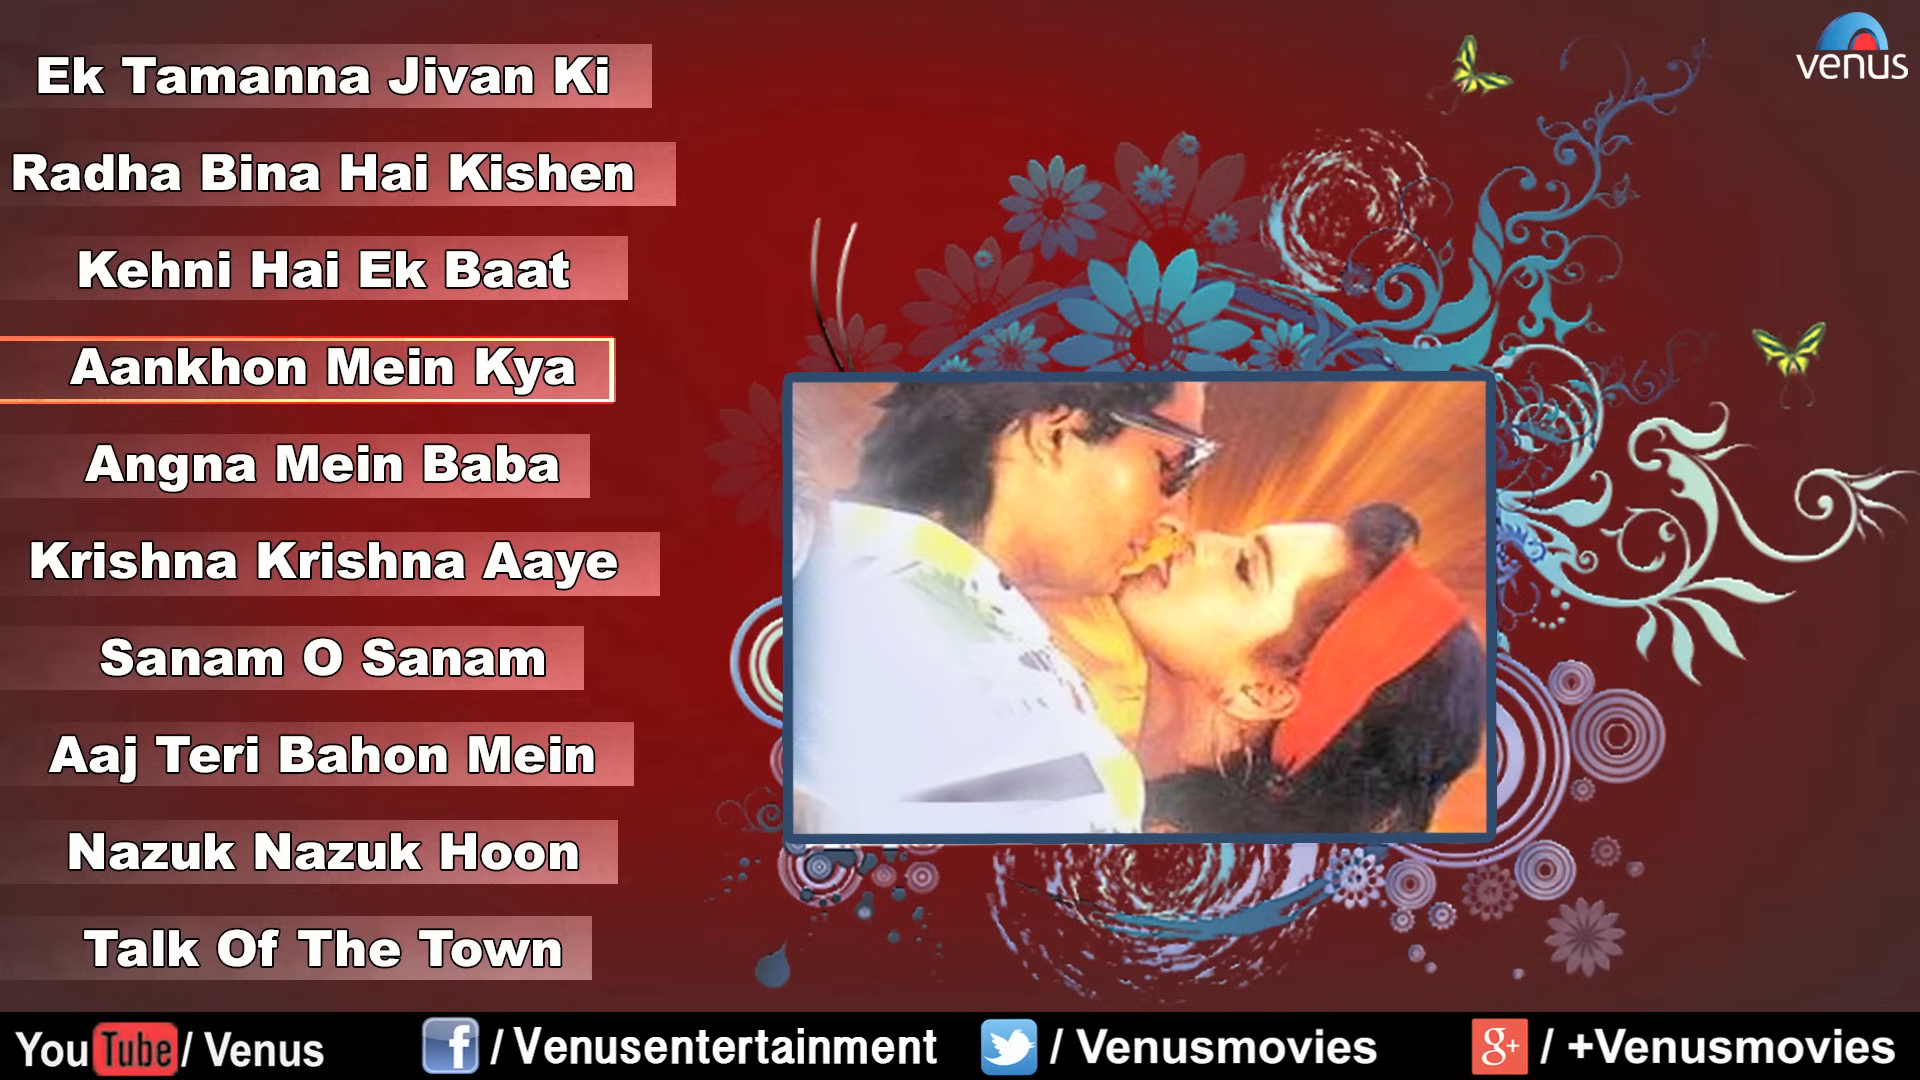 Ek Tamanna Jivan Ki
Radha Bina Hai Kishen
Kehni Hai Ek Baat
Aankhon Mein Kya
Angna Mein Baba
Krishna Krishna Aaye
Sanam O Sanam
Aaj Teri Bahon Mein
Nazuk Nazuk Hoon
Talk Of The Town
venus
YouTube / Venus f / Venusentertainment / Venusmovies g+ / +Venusmovies